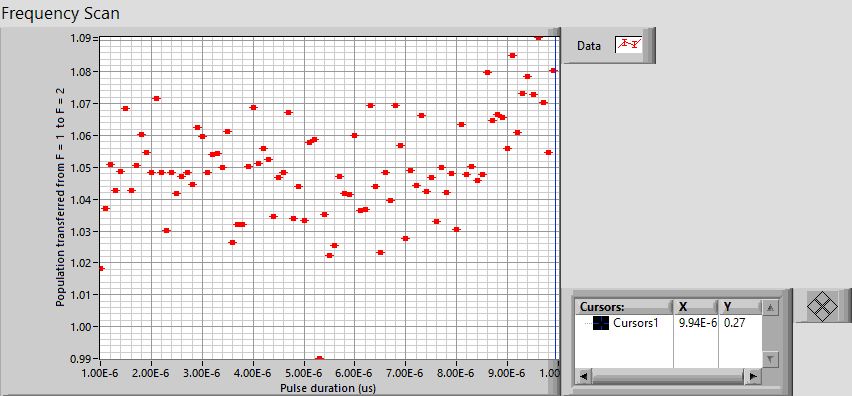 Frequency Scan
Data
Population transferred from F = 1 to F = 2
1.09
1.08
1.07
1.06
1.05
1.04
1.03
1.02
1.01
1.00
0.99
1.00E-6 2.00E-6 3.00E-6 4.00E-6 5.00E-6 6.00E-6 7.00E-6 8.00E-6 9.00E-6 1.00
Pulse duration (us)
Cursors: X Y
Cursors1 9.94E-6 0.27